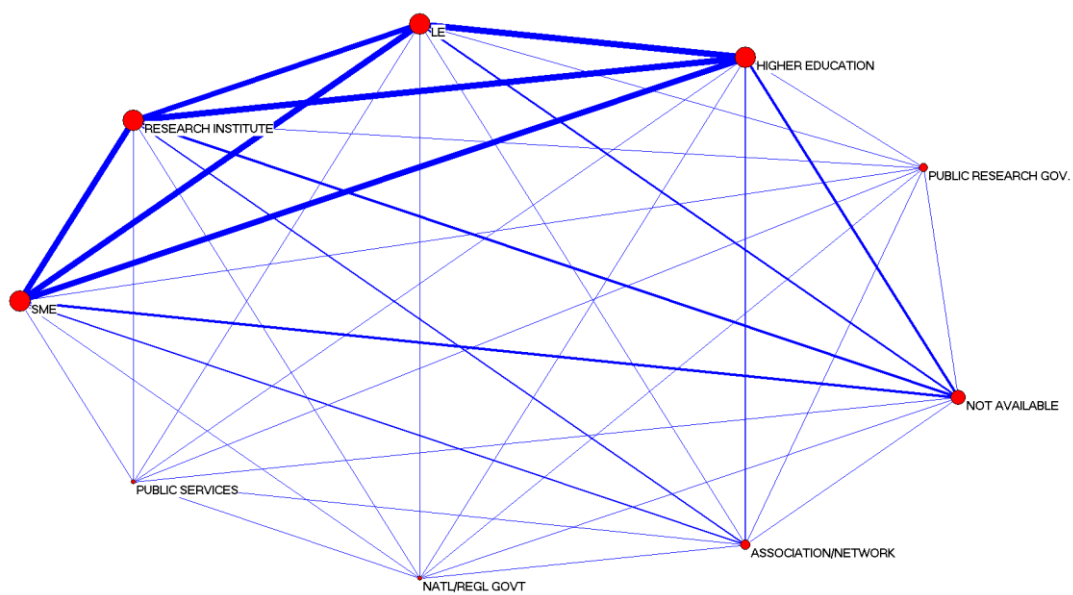 LE
HIGHER EDUCATION
RESEARCH INSTITUTE
PUBLIC RESEARCH GOV.
SME
NOT AVAILABLE
PUBLIC SERVICES
ASSOCIATION/NETWORK
NATL/REGL GOVT